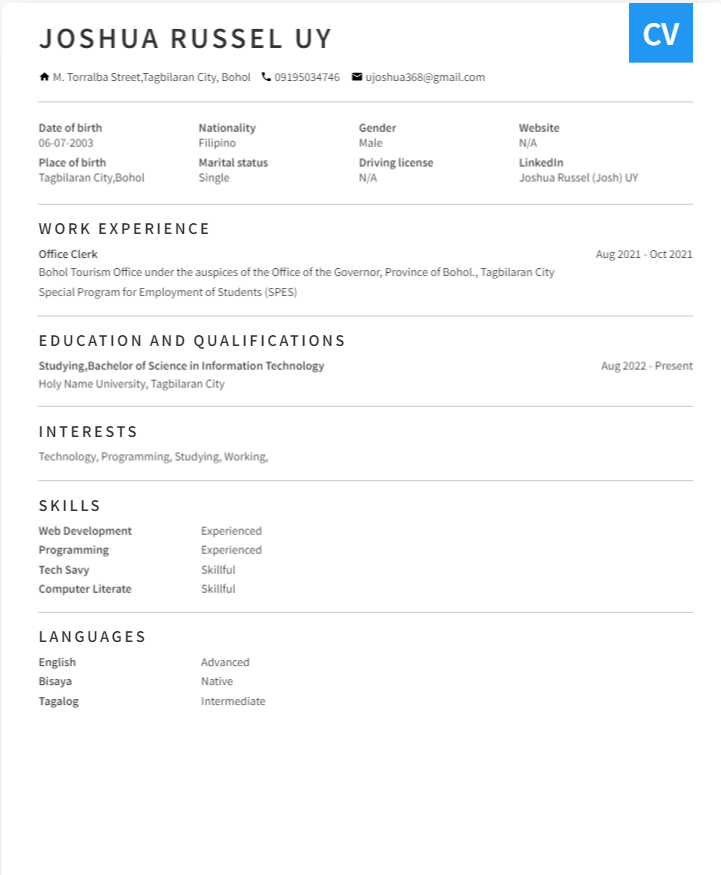 JOSHUA RUSSEL UY
CV
M. Torralba Street,Tagbilaran City, Bohol 09195034746 ujoshua368@gmail.com
Date of birth Nationality Gender Website
06-07-2003 Filipino Male N/A
Place of birth Marital status Driving license LinkedIn
Tagbilaran City,Bohol Single N/A Joshua Russel (Josh) UY
WORK EXPERIENCE
Office Clerk Aug 2021 - Oct 2021
Bohol Tourism Office under the auspices of the Office of the Governor, Province of Bohol., Tagbilaran City
Special Program for Employment of Students (SPES)
EDUCATION AND QUALIFICATIONS
Studying,Bachelor of Science in Information Technology Aug 2022 - Present
Holy Name University, Tagbilaran City
INTERESTS
Technology, Programming, Studying, Working,
SKILLS
Web Development Experienced
Programming Experienced
Tech Savy Skillful
Computer Literate Skillful
LANGUAGES
English Advanced
Bisaya Native
Tagalog Intermediate